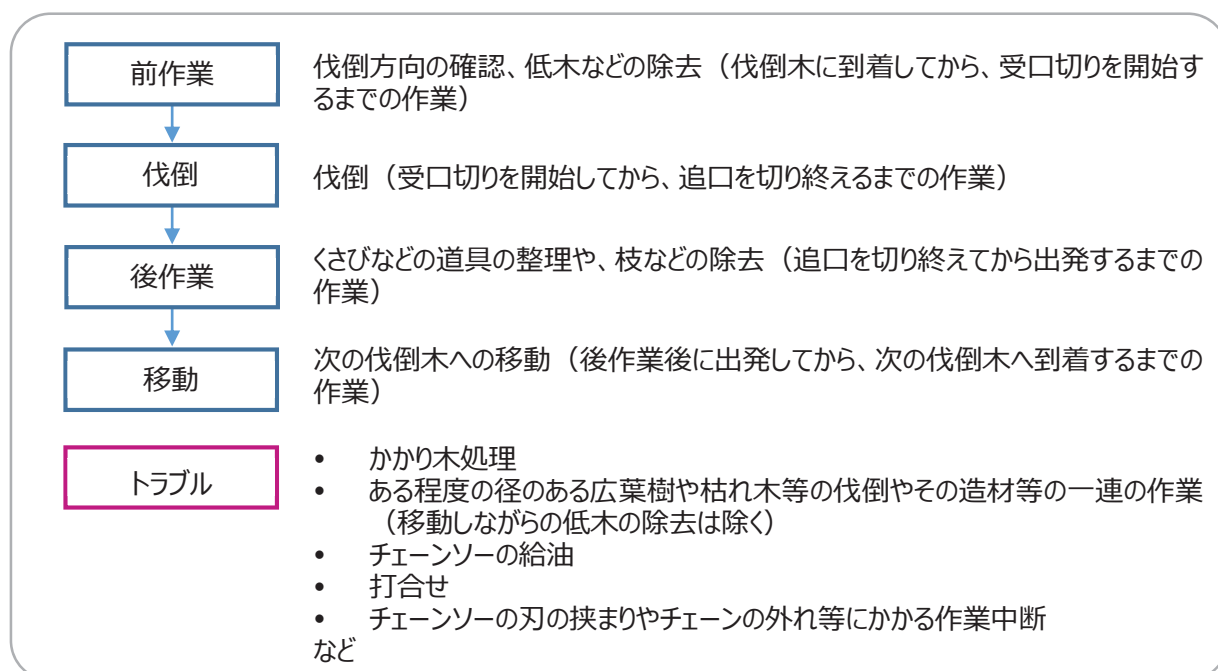 前作業
伐倒方向の確認、低木などの除去（伐倒木に到着してから、受口切りを開始す
るまでの作業）
伐倒
伐倒（受口切りを開始してから、追口を切り終えるまでの作業）
後作業
くさびなどの道具の整理や、枝などの除去（追口を切り終えてから出発するまでの
作業）
移動
次の伐倒木への移動（後作業後に出発してから、次の伐倒木へ到着するまでの
作業）
トラブル
• かかり木処理
• ある程度の径のある広葉樹や枯れ木等の伐倒やその造材等の一連の作業
（移動しながらの低木の除去は除く）
• チェーンソーの給油
• 打合せ
• チェーンソーの刃の挟まりやチェーンの外れ等にかかる作業中断
など